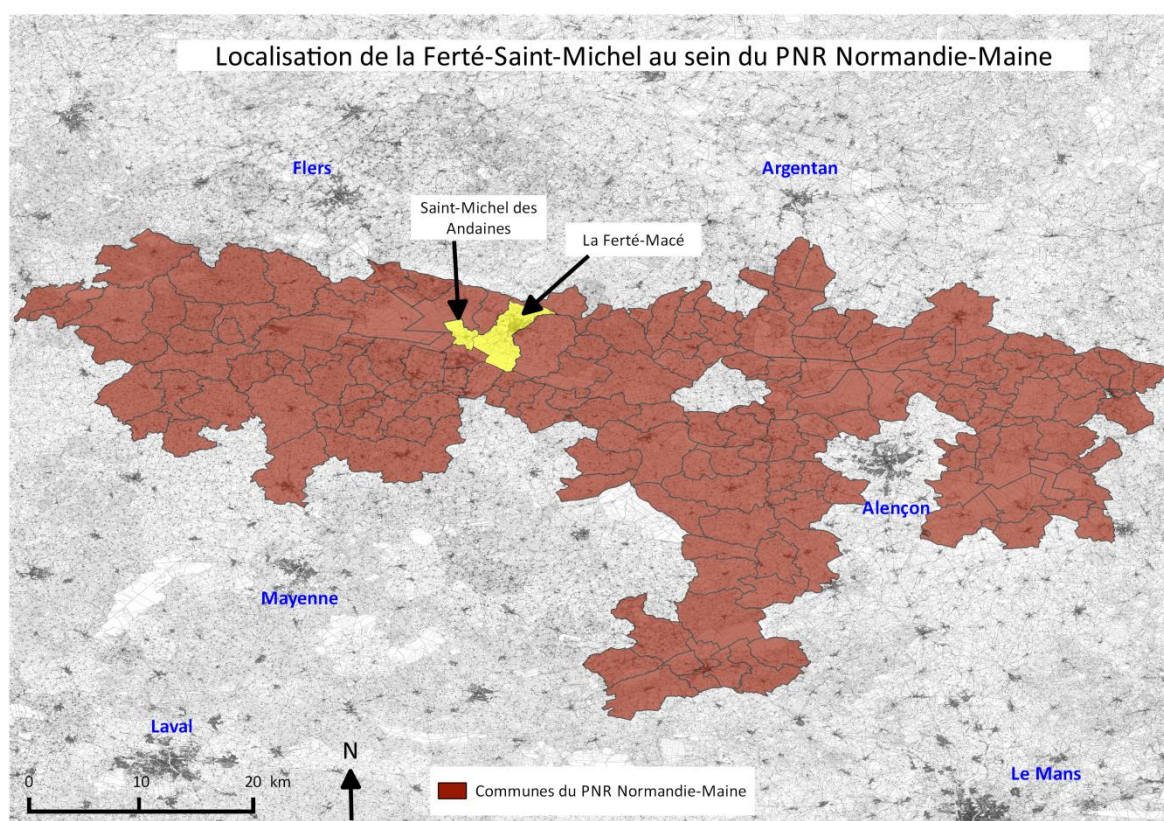 Localisation de la Ferté-Saint-Michel au sein du PNR Normandie-Maine
Flers
Argentan
Saint-Michel des
Andaines
La Ferté-Macé
Alençon
Mayenne
Laval
N
0 10 20 km
Le Mans
Communes du PNR Normandie-Maine